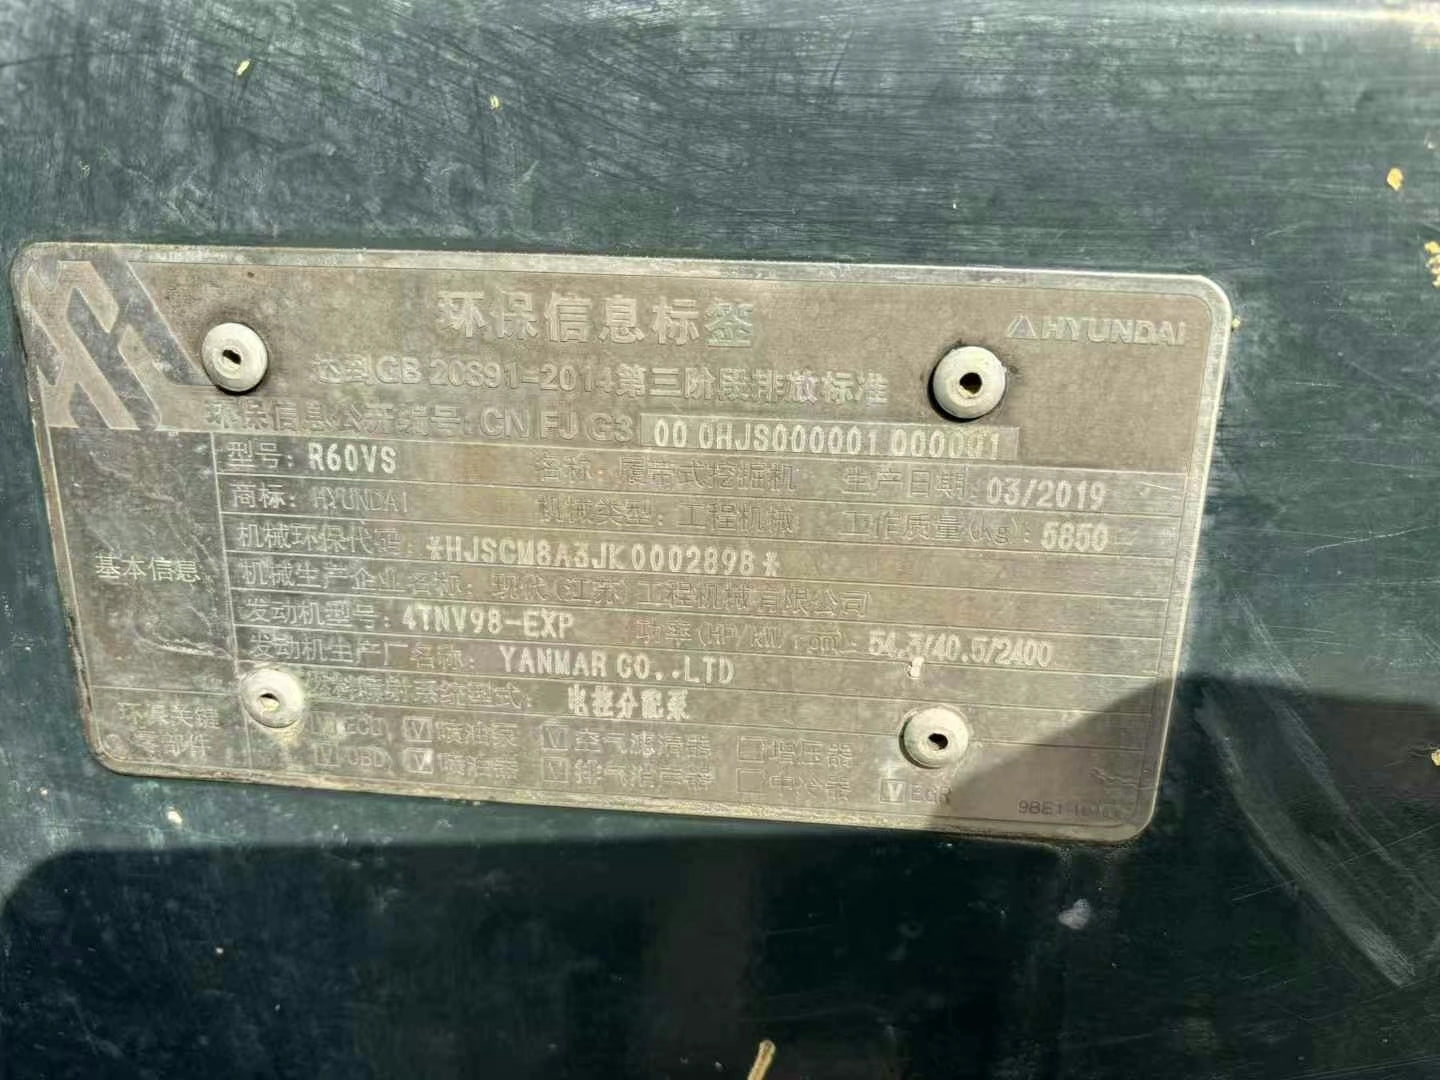 环保信息标签
HYUNDAI
达到GB 20891-2014第三阶段排放标准
环保信息公开编号: CN FJ G3 00 0HJS000001 000001
型号: R60VS 名称: 履带式挖掘机 生产日期: 03/2019
商标: HYUNDAI 机械类型: 工程机械 工作质量(kg): 5850
机械环保代码: *HJSCM8A3JK0002898*
机械生产企业名称: 现代(江苏)工程机械有限公司
基本信息
发动机型号: 4TNV98-EXP 功率(HP/kW/rpm): 54.3/40.5/2400
发动机生产厂名称: YANMAR CO.,LTD
喷射系统型式: 电控分配泵
环保关键
零部件
V ECU V 喷油泵 V 空气滤清器 增压器
V OBD V 喷油器 V 排气消声器 中冷器 V EGR